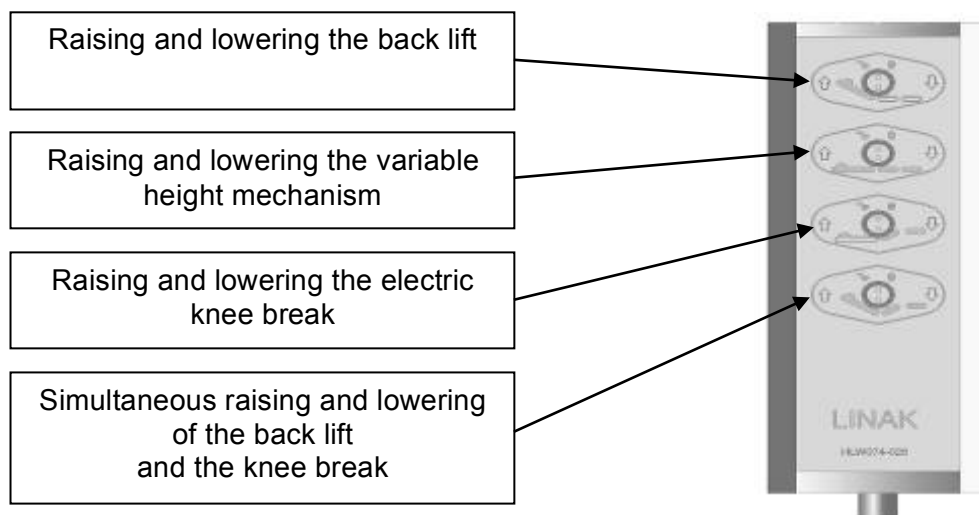 Raising and lowering the back lift
Raising and lowering the variable
height mechanism
Raising and lowering the electric
knee break
Simultaneous raising and lowering
of the back lift
and the knee break
LINAK